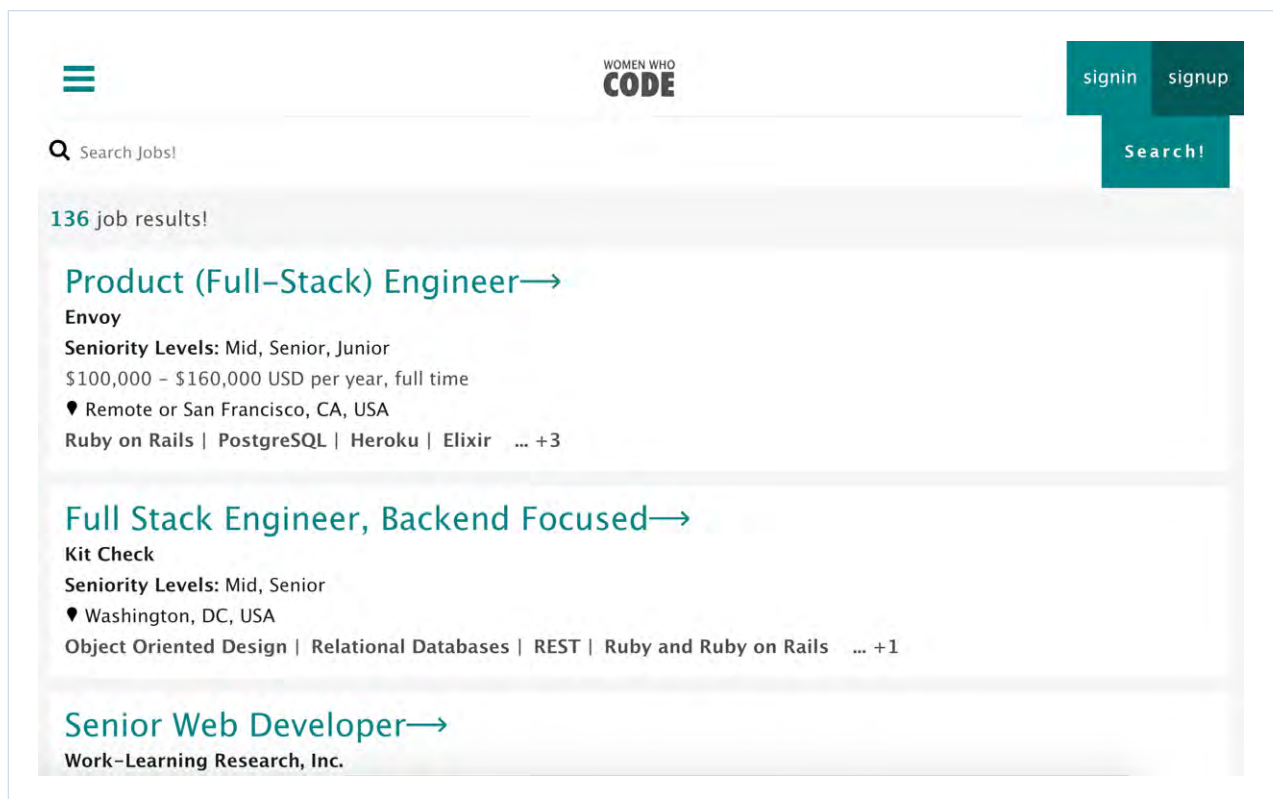 WOMEN WHO
CODE
signin signup
Search Jobs!
Search!
136 job results!
Product (Full-Stack) Engineer⟶
Envoy
Seniority Levels: Mid, Senior, Junior
$100,000 - $160,000 USD per year, full time
Remote or San Francisco, CA, USA
Ruby on Rails | PostgreSQL | Heroku | Elixir ... +3
Full Stack Engineer, Backend Focused⟶
Kit Check
Seniority Levels: Mid, Senior
Washington, DC, USA
Object Oriented Design | Relational Databases | REST | Ruby and Ruby on Rails ... +1
Senior Web Developer⟶
Work-Learning Research, Inc.